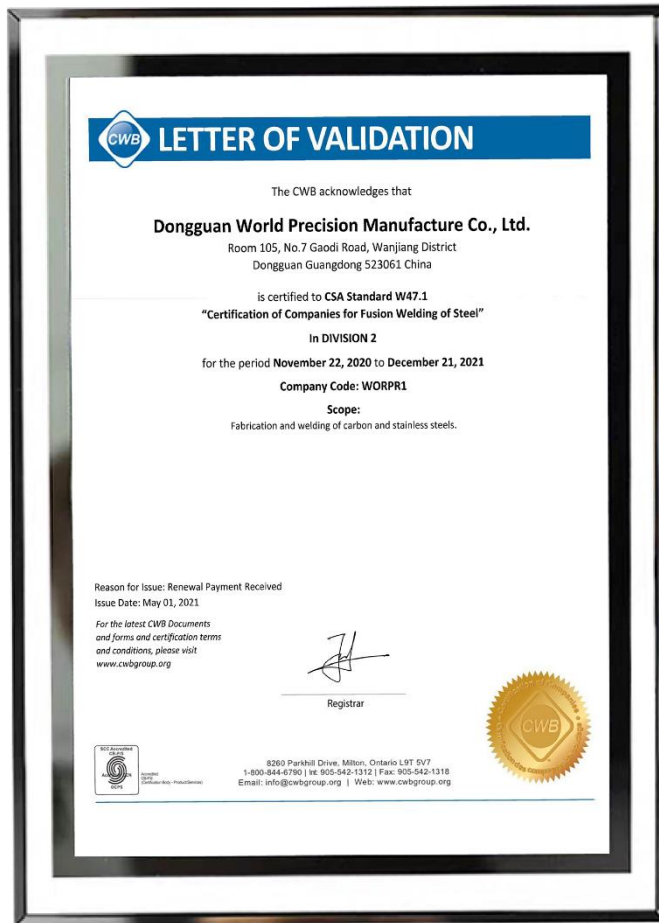 CWB LETTER OF VALIDATION
The CWB acknowledges that
Dongguan World Precision Manufacture Co., Ltd.
Room 105, No.7 Gaodi Road, Wanjiang District
Dongguan Guangdong 523061 China
is certified to CSA Standard W47.1
“Certification of Companies for Fusion Welding of Steel”
In DIVISION 2
for the period November 22, 2020 to December 21, 2021
Company Code: WORPR1
Scope:
Fabrication and welding of carbon and stainless steels.
Reason for Issue: Renewal Payment Received
Issue Date: May 01, 2021
For the latest CWB Documents
and forms and certification terms
and conditions, please visit
www.cwbgroup.org
Registrar
CWB
SCC Accredited
Accredited
8260 Parkhill Drive, Milton, Ontario L9T 5V7
1-800-844-6790 | Int: 905-542-1312 | Fax: 905-542-1318
Email: info@cwbgroup.org | Web: www.cwbgroup.org